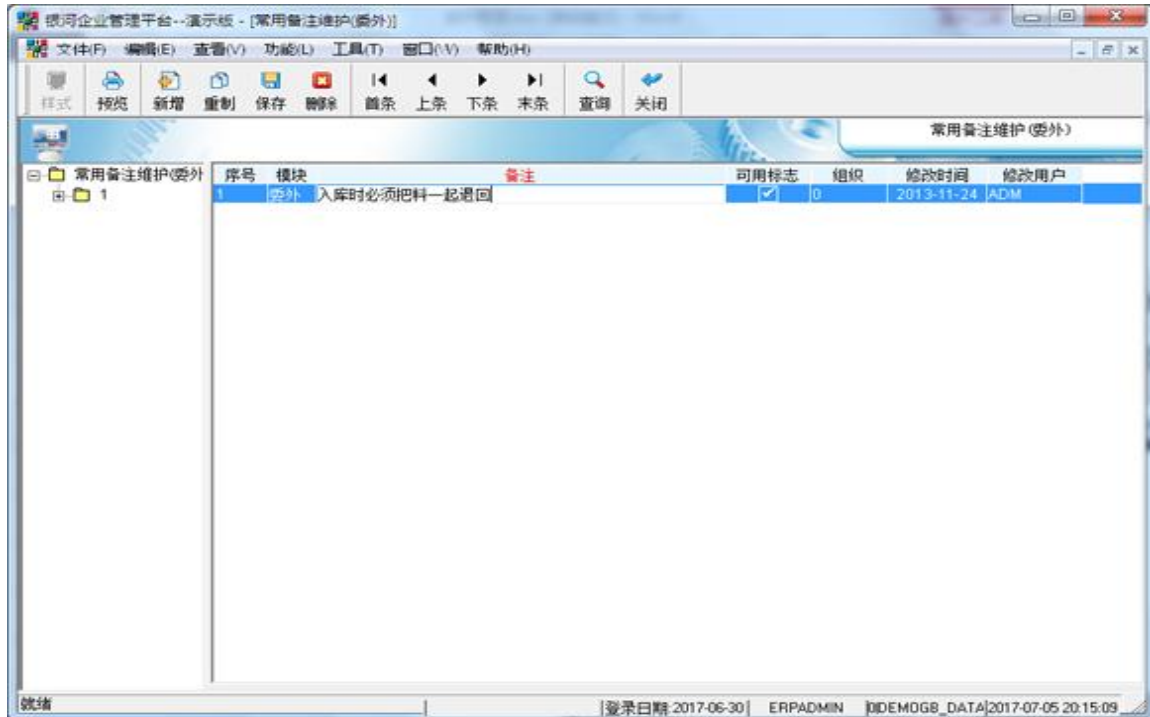 银河企业管理平台--演示版 - [常用备注维护(委外)]
文件(F) 编辑(E) 查看(V) 功能(L) 工具(T) 窗口(W) 帮助(H)
样式 预览 新增 重制 保存 删除 首条 上条 下条 末条 查询 关闭
常用备注维护(委外)
常用备注维护(委外 序号 模块 备注 可用标志 组织 修改时间 修改用户
1 1 委外 入库时必须把料一起退回 0 2013-11-24 ADM
就绪 登录日期:2017-06-30 ERPADMIN 0|DEMOGB_DATA 2017-07-05 20:15:09